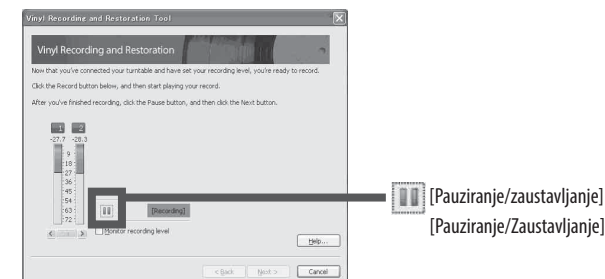 Vinyl Recording and Restoration Tool
Vinyl Recording and Restoration
Now that you've connected your turntable and have set your recording level, you're ready to record.
Click the Record button below, and then start playing your record.
After you've finished recording, click the Pause button, and then click the Next button.
1 2
-27.7 -28.3
9
-18
-27
-36
-45
-54
-63
-72
[Recording]
Monitor recording level
Help...
< Back Next > Cancel
[Pauziranje/zaustavljanje]
[Pauziranje/Zaustavljanje]